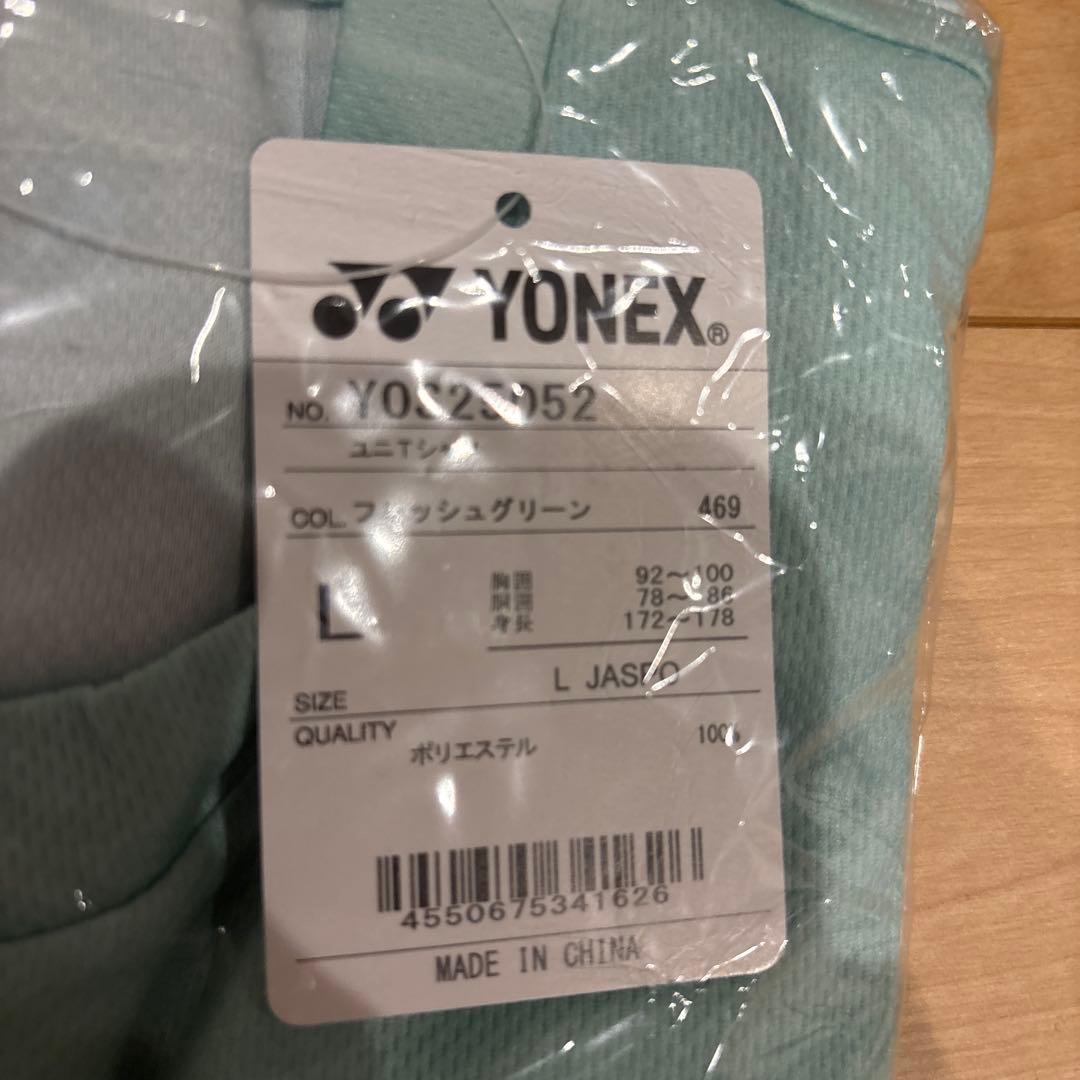 YONEX®
NO. YOS25052
ユニTシャツ
COL. フレッシュグリーン 469
L
胸囲 92～100
胴囲 78～86
身長 172～178
L JASPO
SIZE
QUALITY
ポリエステル 100%
4550675341626
MADE IN CHINA